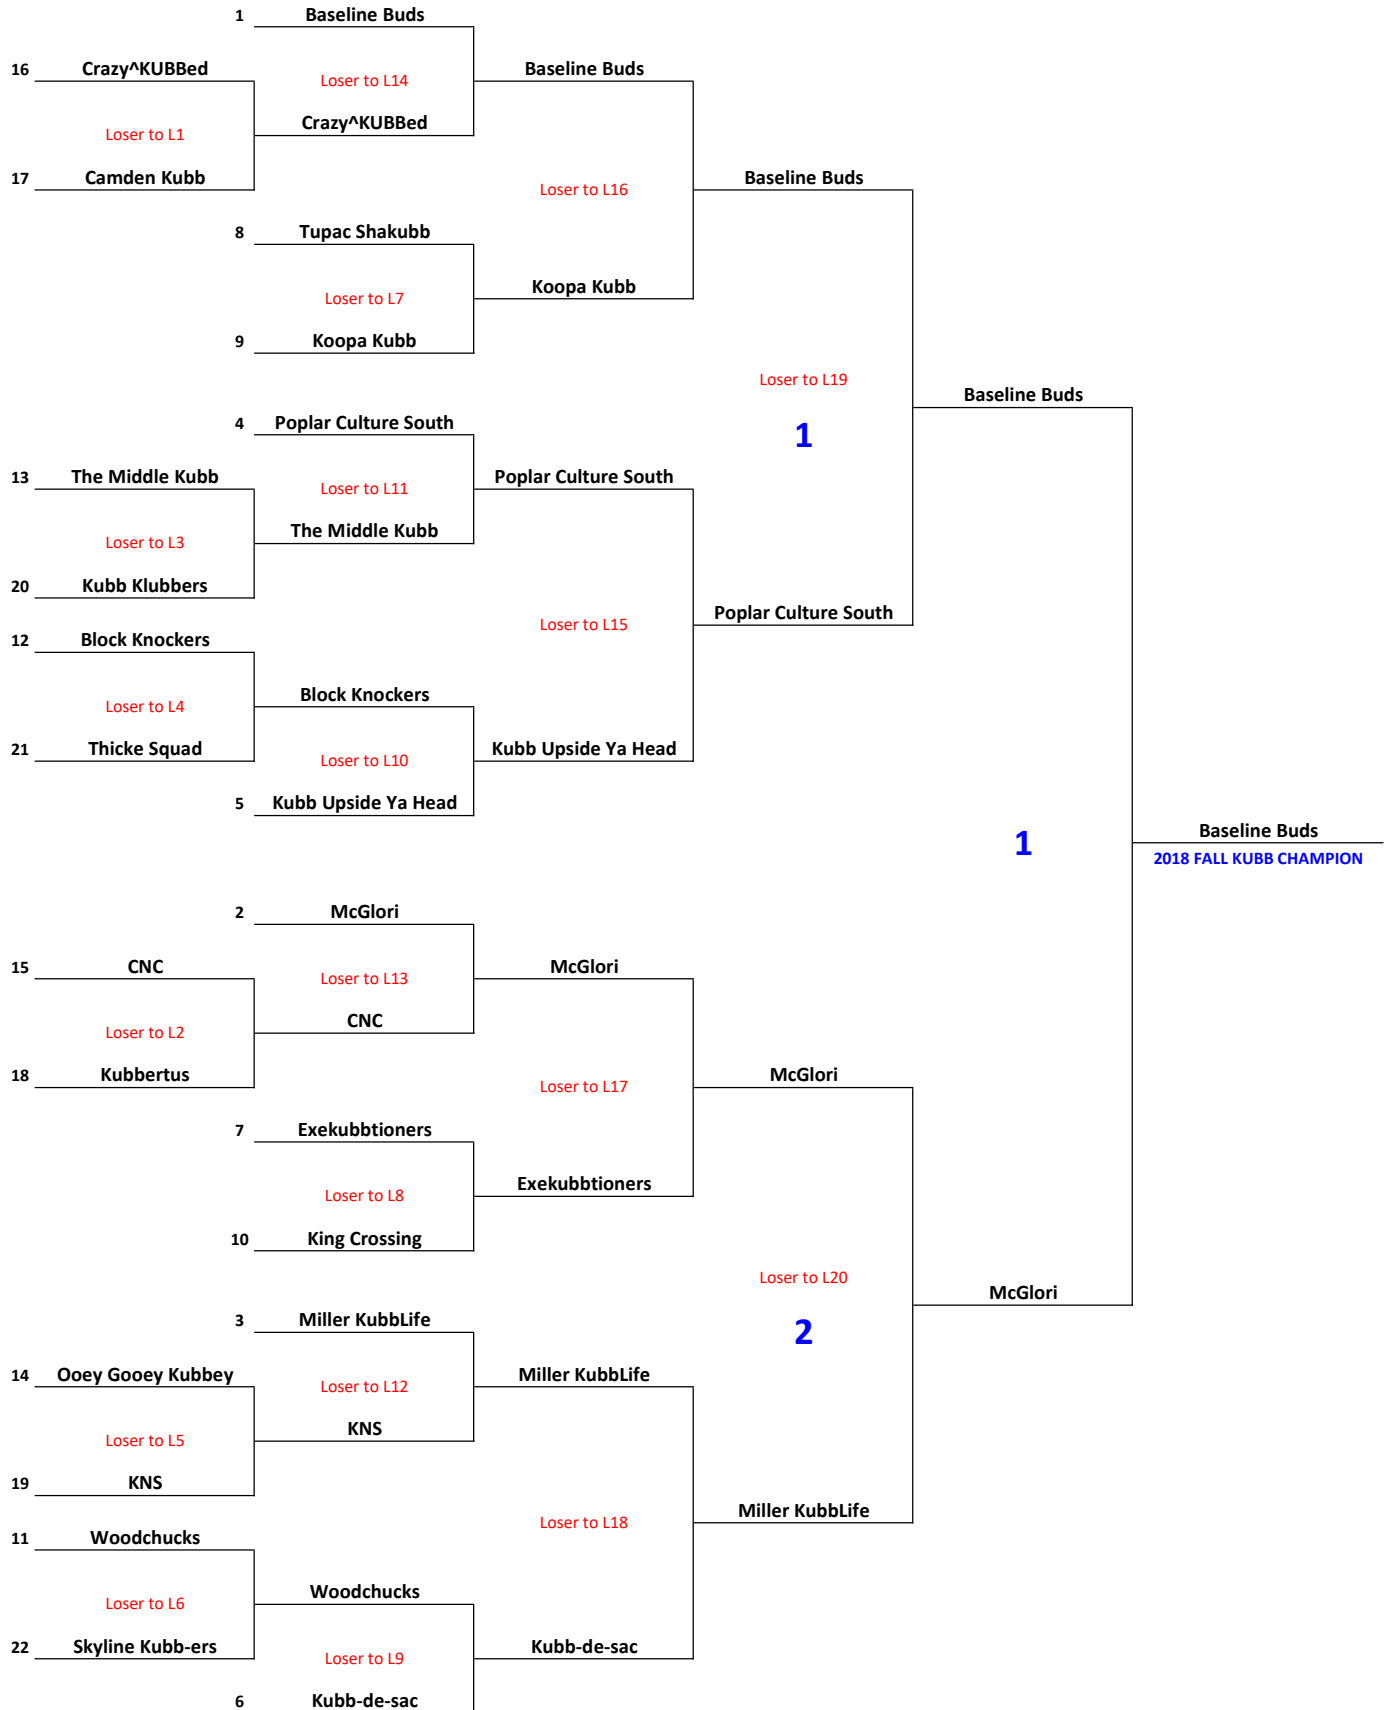 1 Baseline Buds
16 Crazy^KUBBed
Loser to L14
Baseline Buds
Crazy^KUBBed
Loser to L1
17 Camden Kubb
Loser to L16
Baseline Buds
8 Tupac Shakubb
Koopa Kubb
Loser to L7
9 Koopa Kubb
Loser to L19
Baseline Buds
4 Poplar Culture South
1
13 The Middle Kubb
Loser to L11
Poplar Culture South
The Middle Kubb
Loser to L3
20 Kubb Klubbers
Poplar Culture South
Loser to L15
12 Block Knockers
Block Knockers
Loser to L4
21 Thicke Squad
Kubb Upside Ya Head
Loser to L10
5 Kubb Upside Ya Head
1
Baseline Buds
2018 FALL KUBB CHAMPION
2 McGlori
15 CNC
Loser to L13
McGlori
CNC
Loser to L2
18 Kubbertus
McGlori
Loser to L17
7 Exekubbtioners
Exekubbtioners
Loser to L8
10 King Crossing
Loser to L20
McGlori
3 Miller KubbLife
2
14 Ooey Gooey Kubbey
Miller KubbLife
Loser to L12
KNS
Loser to L5
19 KNS
Miller KubbLife
Loser to L18
11 Woodchucks
Woodchucks
Loser to L6
22 Skyline Kubb-ers
Kubb-de-sac
Loser to L9
6 Kubb-de-sac